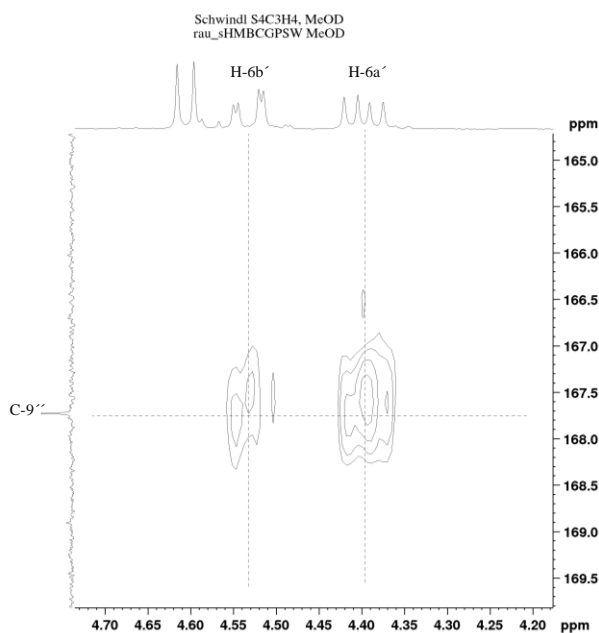 Schwindl S4C3H4, MeOD
rau_sHMBCGPSW MeOD
H-6b´ H-6a´
ppm
165.0
165.5
166.0
166.5
167.0
C-9´´ 167.5
168.0
168.5
169.0
169.5
4.70 4.65 4.60 4.55 4.50 4.45 4.40 4.35 4.30 4.25 4.20 ppm